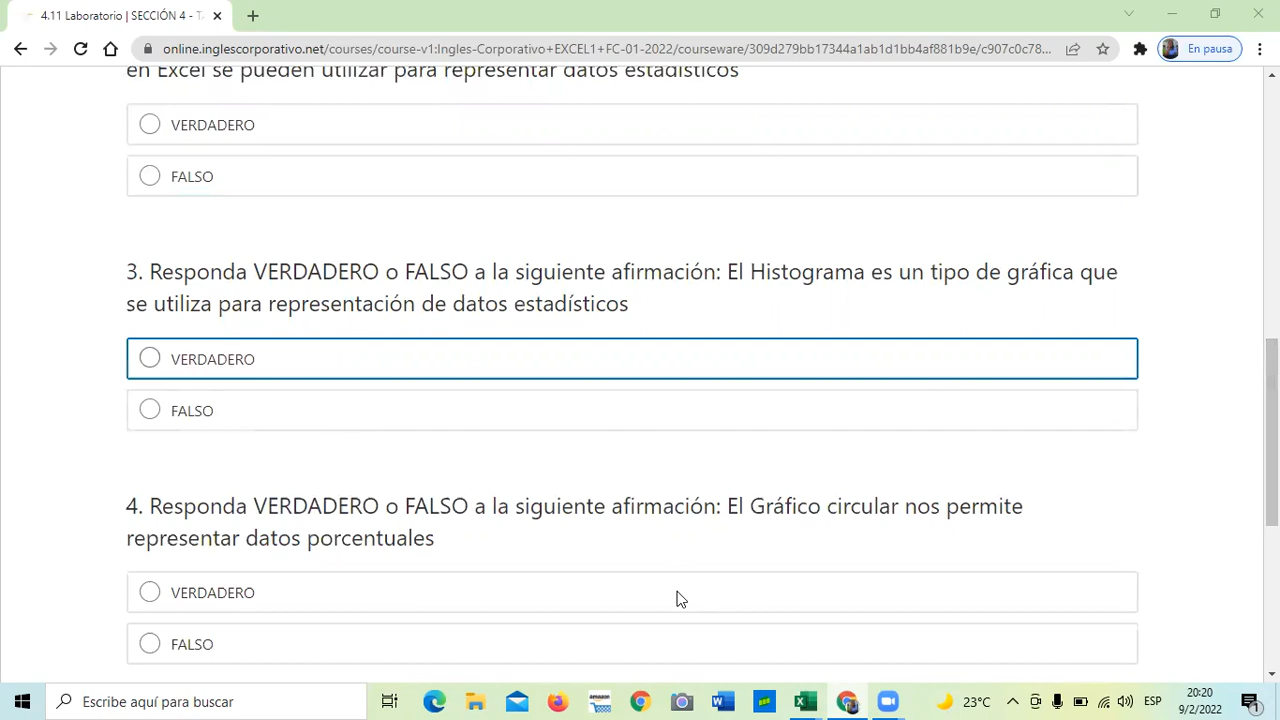 4.11 Laboratorio | SECCIÓN 4 - T
online.inglescorporativo.net/courses/course-v1:Ingles-Corporativo+EXCEL1+FC-01-2022/courseware/309d279bb17344a1ab1d1bb4af881b9e/c907c0c78...
En pausa
en Excel se pueden utilizar para representar datos estadísticos
VERDADERO
FALSO
3. Responda VERDADERO o FALSO a la siguiente afirmación: El Histograma es un tipo de gráfica que
se utiliza para representación de datos estadísticos
VERDADERO
FALSO
4. Responda VERDADERO o FALSO a la siguiente afirmación: El Gráfico circular nos permite
representar datos porcentuales
VERDADERO
FALSO
Escribe aquí para buscar
amazon
23°C
ESP
20:20
9/2/2022
1